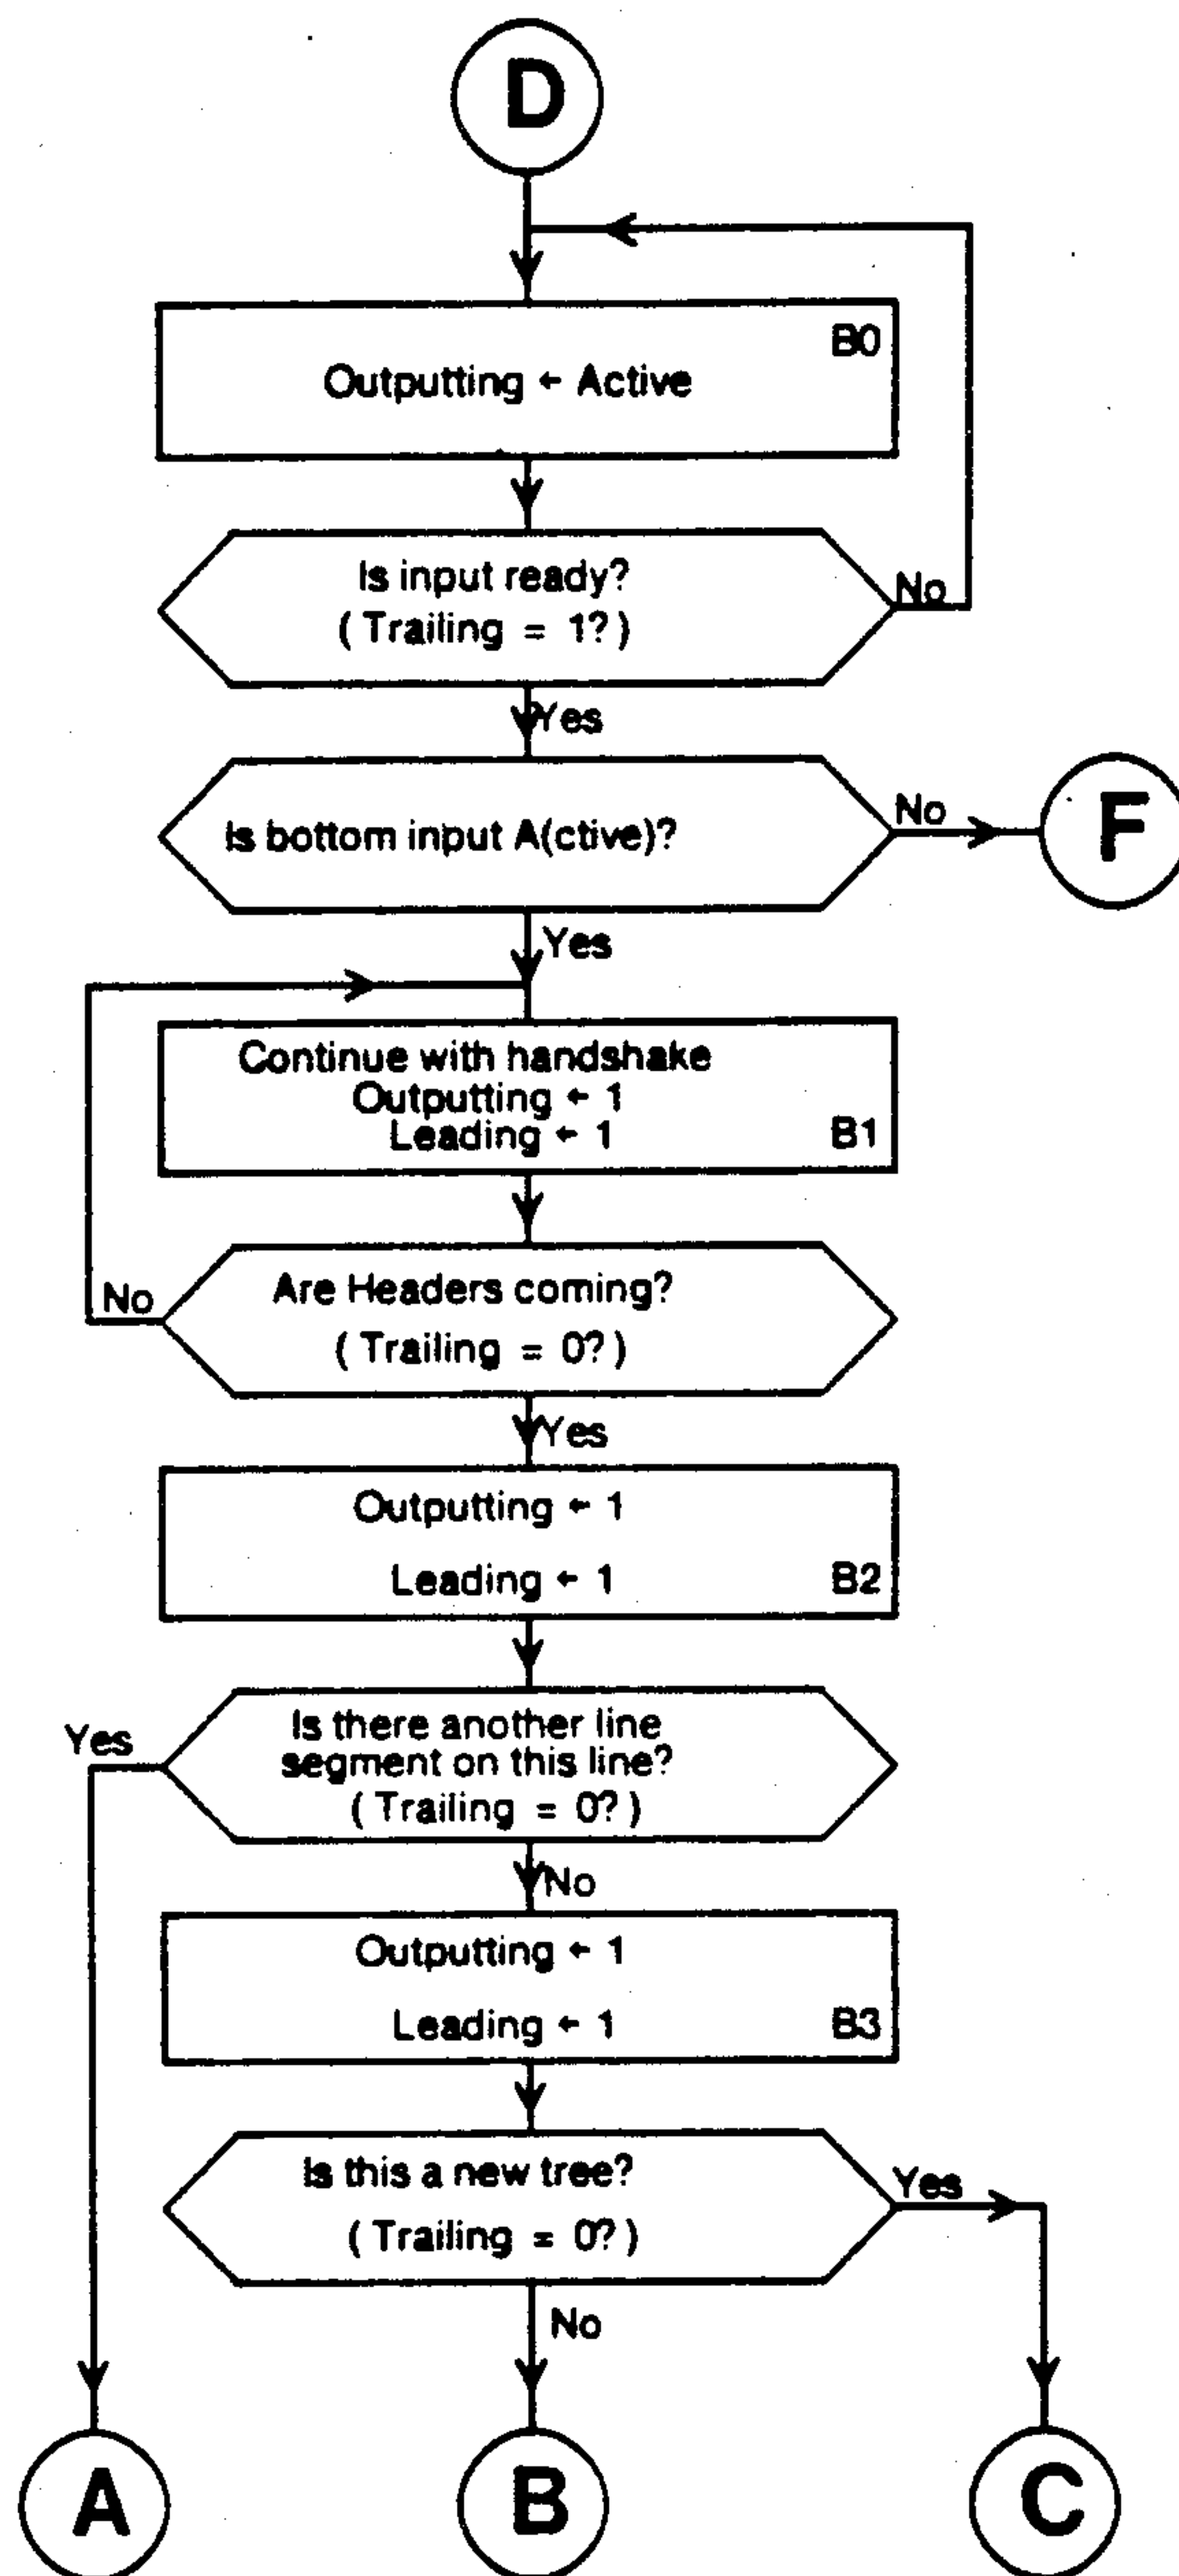 D
B0
Outputting ← Active
Is input ready?
( Trailing = 1? )
No
Yes
Is bottom input A(ctive)?
No
F
Yes
Continue with handshake
Outputting ← 1
Leading ← 1
B1
Are Headers coming?
( Trailing = 0? )
No
Yes
Outputting ← 1
Leading ← 1
B2
Is there another line
segment on this line?
( Trailing = 0? )
Yes
No
Outputting ← 1
Leading ← 1
B3
Is this a new tree?
( Trailing = 0? )
Yes
No
A
B
C